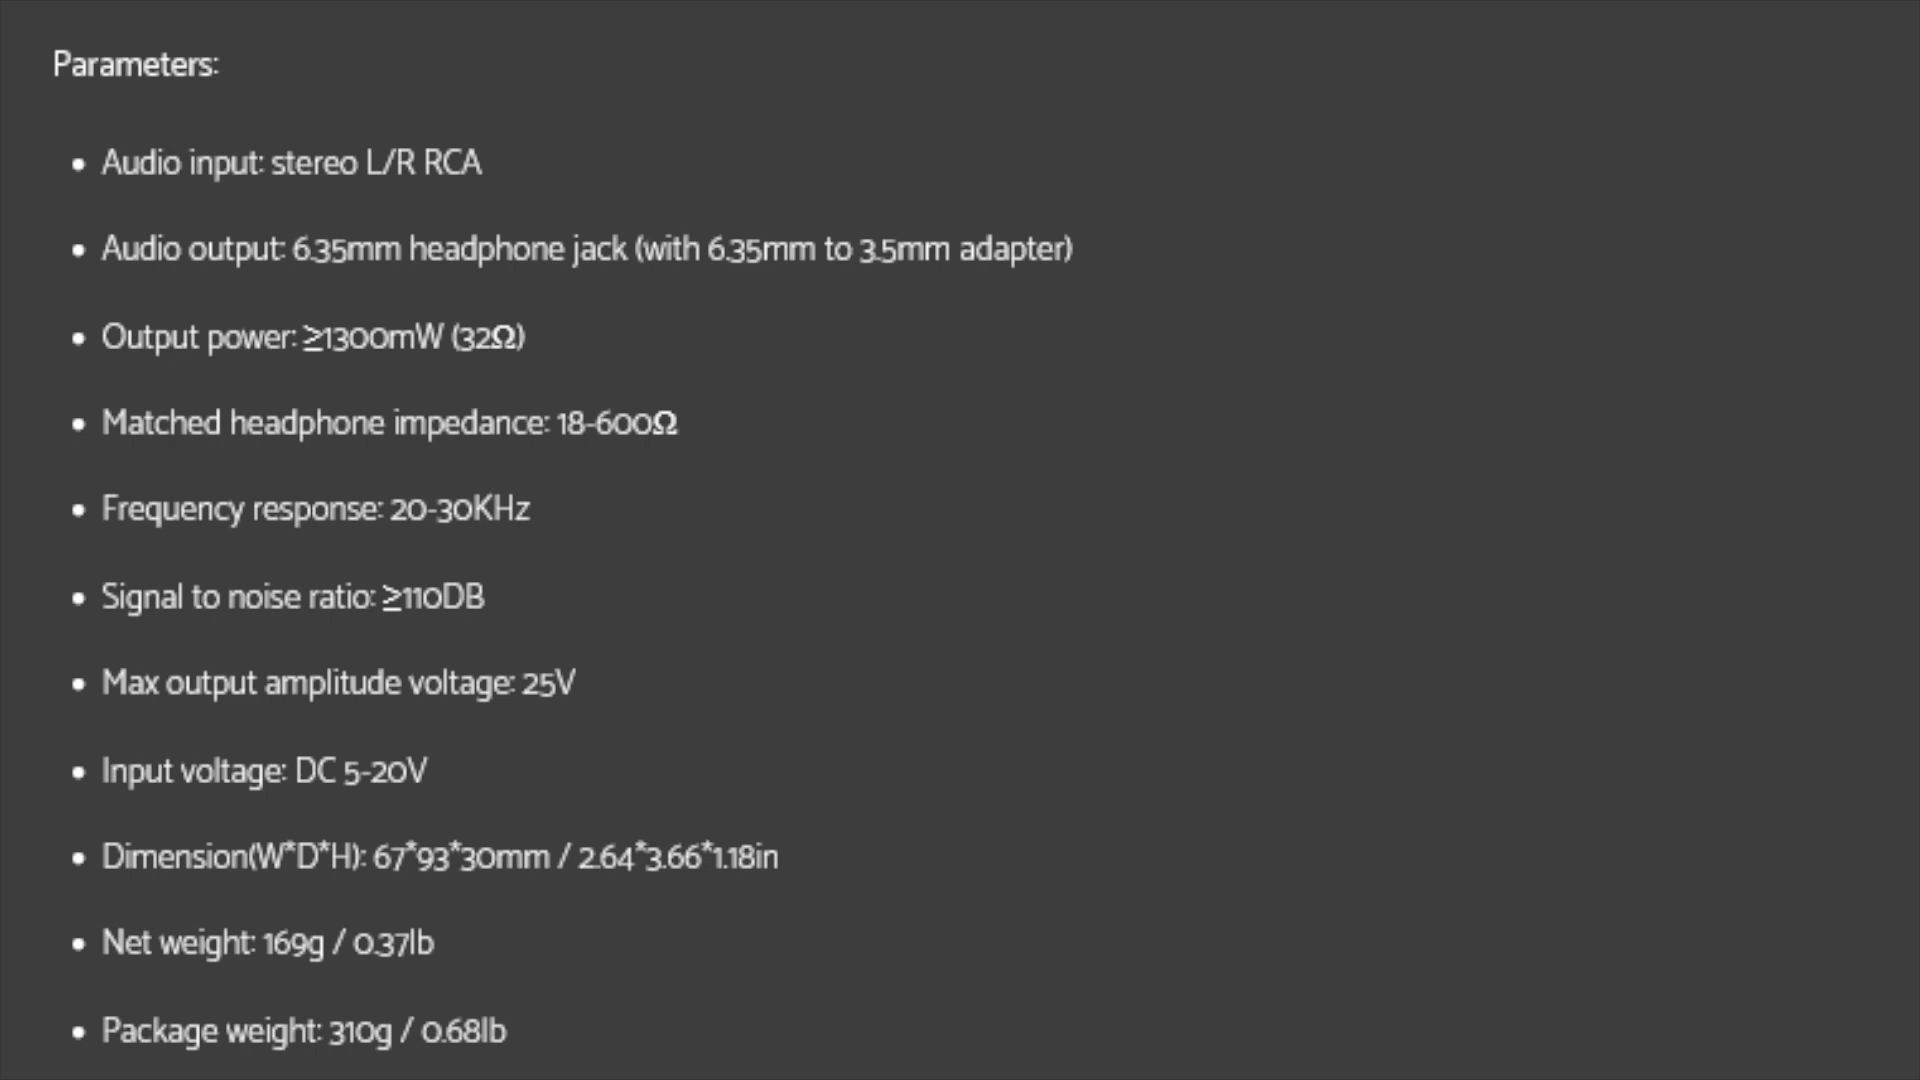 Parameters:
• Audio input: stereo L/R RCA
• Audio output: 6.35mm headphone jack (with 6.35mm to 3.5mm adapter)
• Output power: ≥1300mW (32Ω)
• Matched headphone impedance: 18-600Ω
• Frequency response: 20-30KHz
• Signal to noise ratio: ≥110DB
• Max output amplitude voltage: 25V
• Input voltage: DC 5-20V
• Dimension(W*D*H): 67*93*30mm / 2.64*3.66*1.18in
• Net weight: 169g / 0.37lb
• Package weight: 310g / 0.68lb